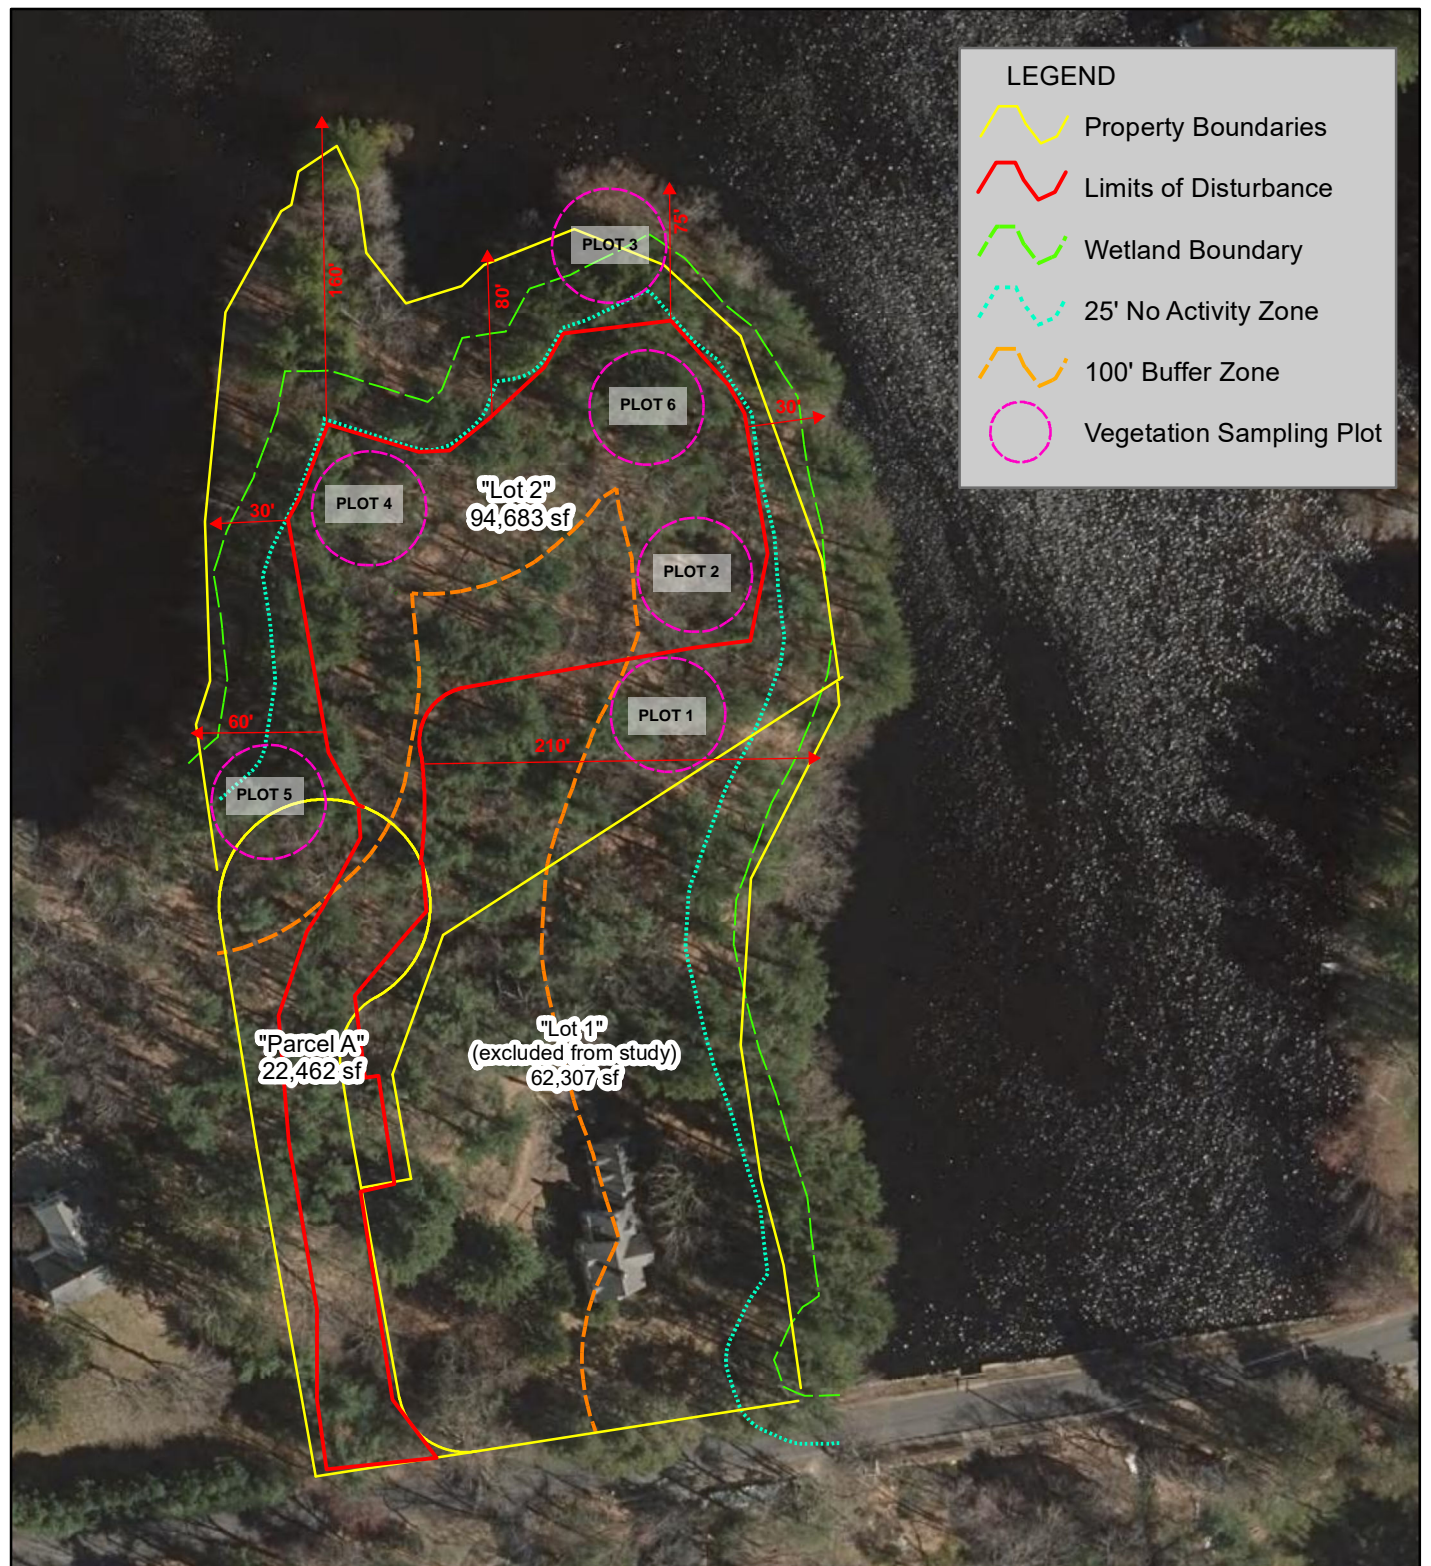 LEGEND
Property Boundaries
Limits of Disturbance
Wetland Boundary
25' No Activity Zone
100' Buffer Zone
Vegetation Sampling Plot
160'
80'
75'
PLOT 3
30'
PLOT 6
"Lot 2"
94,683 sf
PLOT 4
30'
PLOT 2
PLOT 1
60'
210'
PLOT 5
"Parcel A"
22,462 sf
"Lot 1"
(excluded from study)
62,307 sf